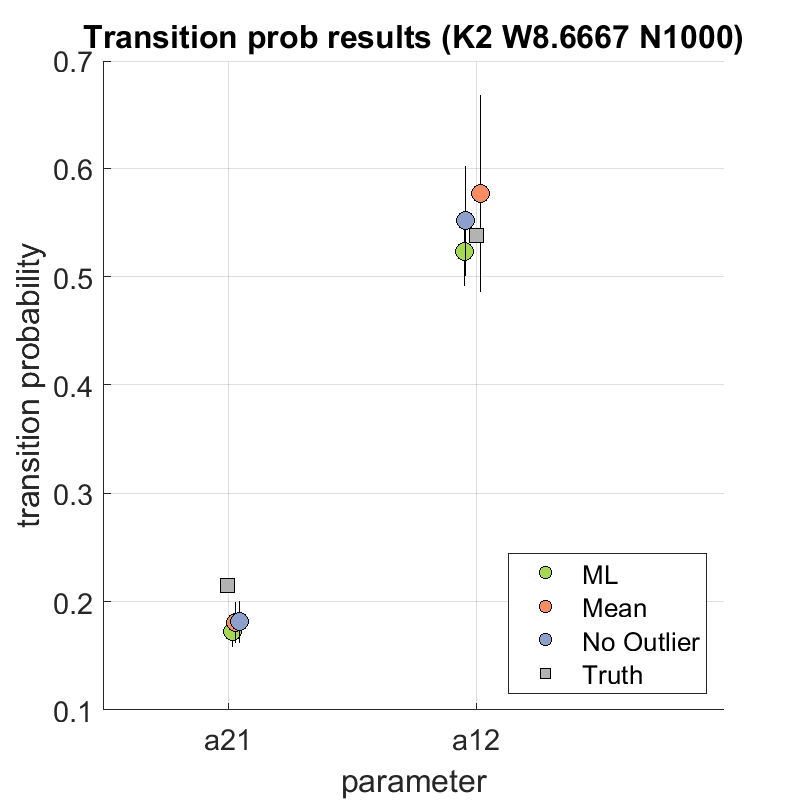 Transition prob results (K2 W8.6667 N1000)
0.7
0.6
0.5
0.4
0.3
0.2
0.1
transition probability
a21
a12
parameter
ML
Mean
No Outlier
Truth